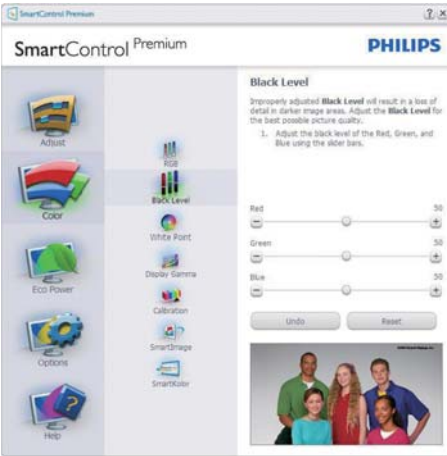 SmartControl Premium
SmartControl Premium
PHILIPS
Adjust
Color
Eco Power
Options
Help
RGB
Black Level
White Point
Display Gamma
Calibration
SmartImage
SmartKolor
Black Level
Improperly adjusted Black Level will result in a loss of
detail in darker image areas. Adjust the Black Level for
the best possible picture quality.
1. Adjust the black level of the Red, Green, and
Blue using the slider bars.
Red 50
Green 50
Blue 50
Undo Reset